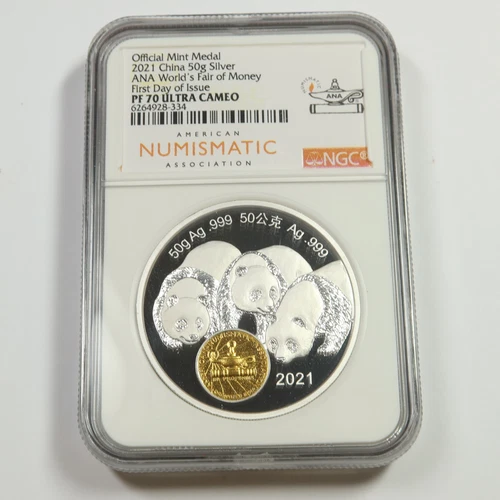 Official Mint Medal
2021 China 50g Silver
ANA World's Fair of Money
First Day of Issue
PF 70 ULTRA CAMEO
6264928-334
ANA
AMERICAN
NUMISMATIC
ASSOCIATION
NGC
50g Ag .999 50公克 Ag .999
2021